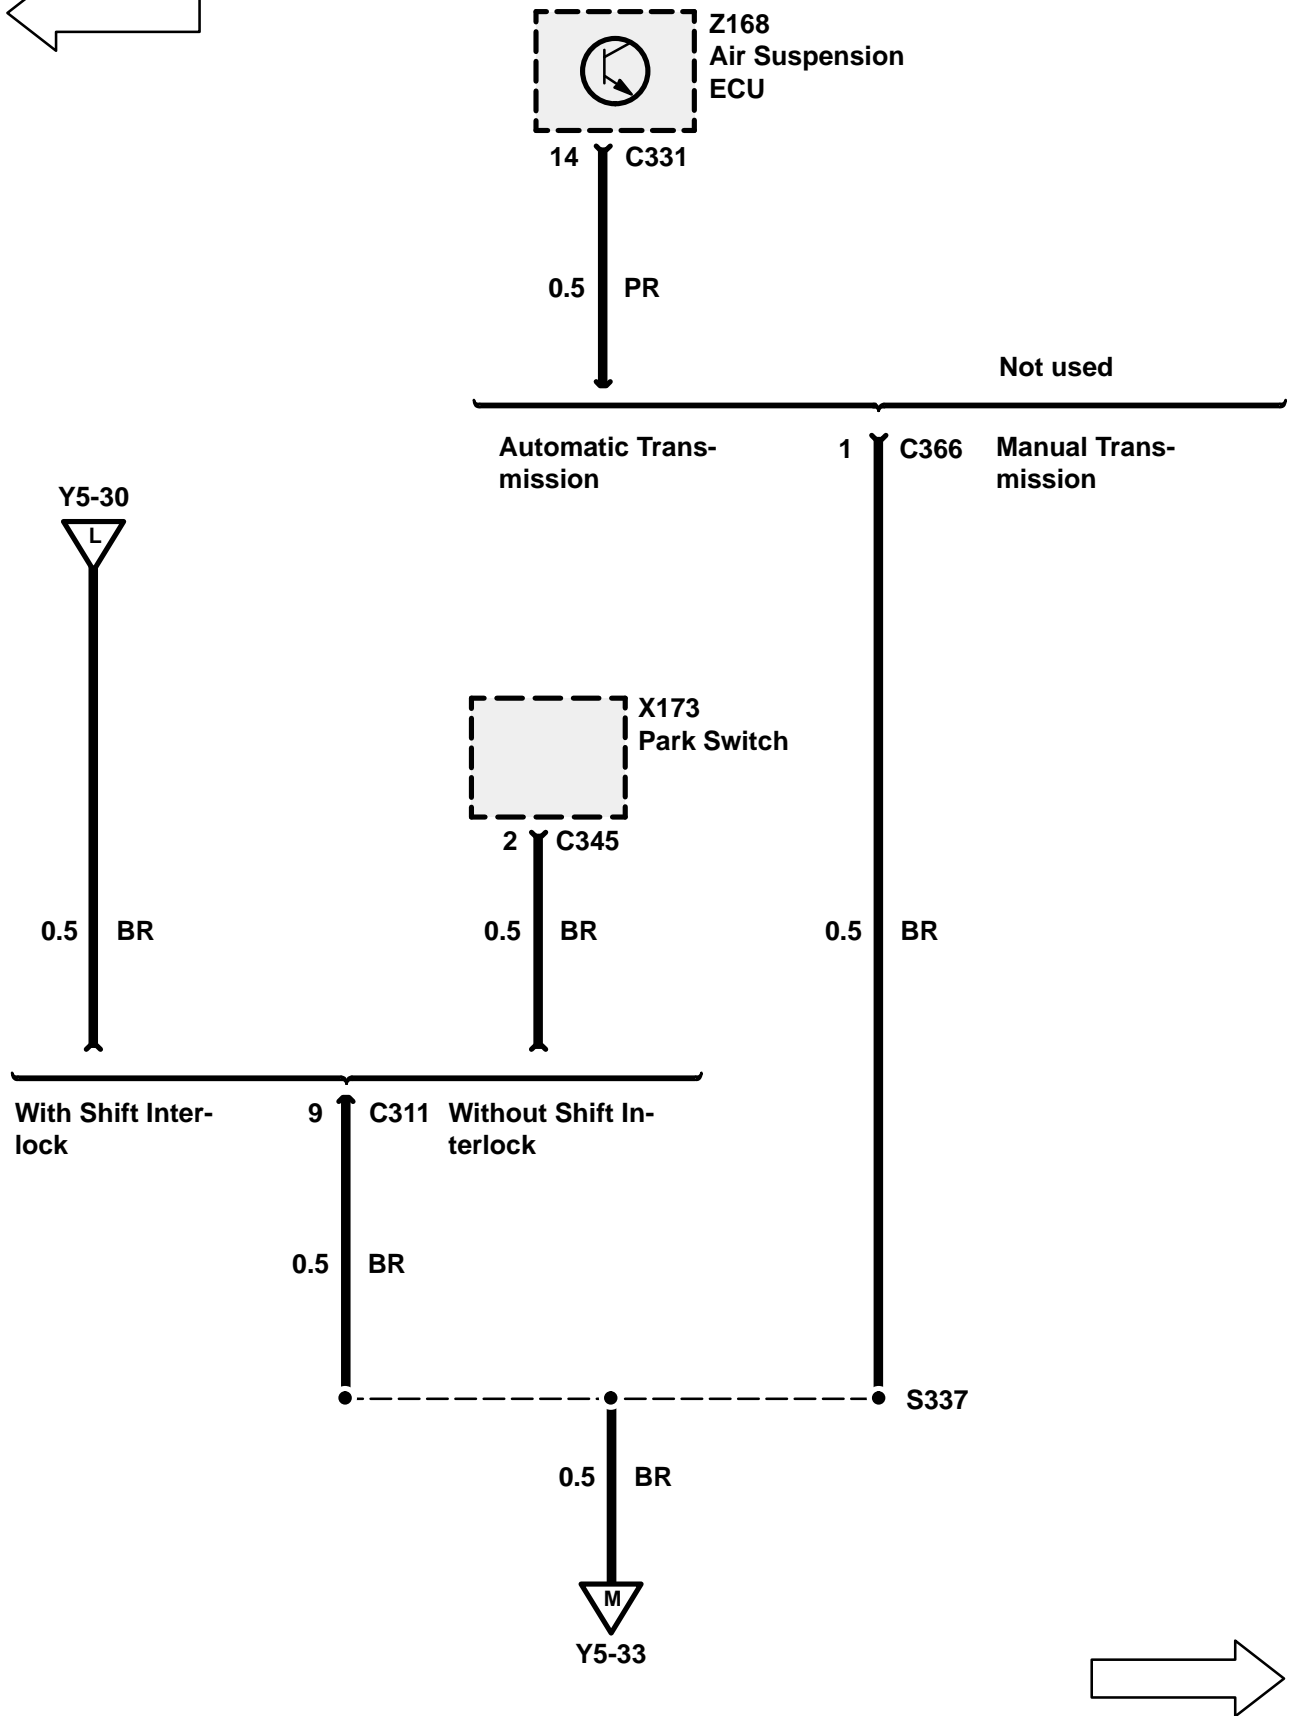 Z168
Air Suspension
ECU
14 C331
0.5 PR
Not used
Automatic Trans-
mission
1 C366
Manual Trans-
mission
Y5-30
L
X173
Park Switch
2 C345
0.5 BR
0.5 BR
0.5 BR
With Shift Inter-
lock
9 C311
Without Shift In-
terlock
0.5 BR
S337
0.5 BR
M
Y5-33